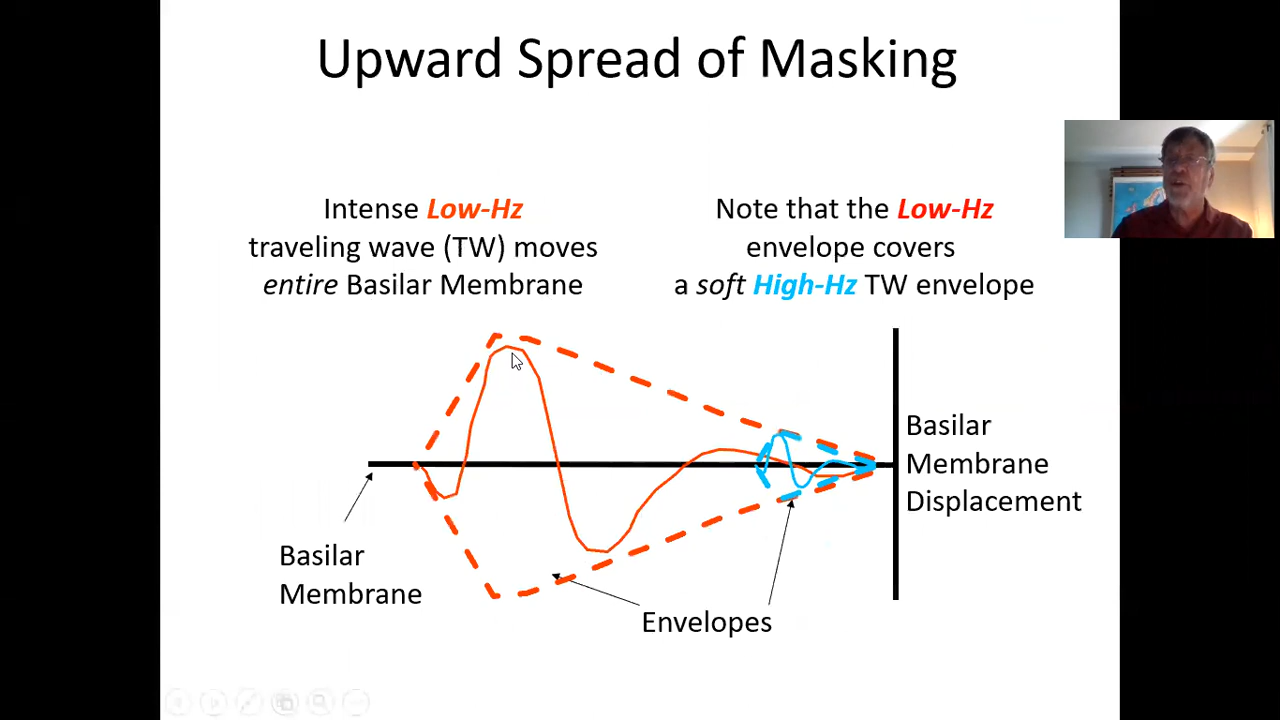 Upward Spread of Masking
Intense Low-Hz
traveling wave (TW) moves
entire Basilar Membrane
Note that the Low-Hz
envelope covers
a soft High-Hz TW envelope
Basilar
Membrane
Displacement
Basilar
Membrane
Envelopes